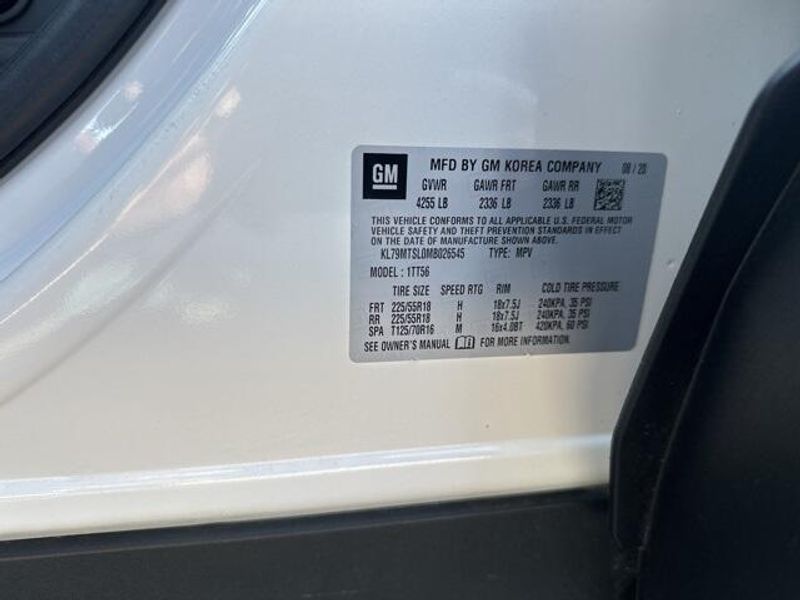 GM MFD BY GM KOREA COMPANY 08 / 20
GVWR GAWR FRT GAWR RR
4255 LB 2336 LB 2336 LB
THIS VEHICLE CONFORMS TO ALL APPLICABLE U.S. FEDERAL MOTOR
VEHICLE SAFETY AND THEFT PREVENTION STANDARDS IN EFFECT
ON THE DATE OF MANUFACTURE SHOWN ABOVE.
KL79MTSL0MB026545 TYPE: MPV
MODEL : 1TT56
TIRE SIZE SPEED RTG RIM COLD TIRE PRESSURE
FRT 225/55R18 H 18x7.5J 240KPA, 35 PSI
RR 225/55R18 H 18x7.5J 240KPA, 35 PSI
SPA T125/70R16 M 16x4.0BT 420KPA, 60 PSI
SEE OWNER'S MANUAL FOR MORE INFORMATION.